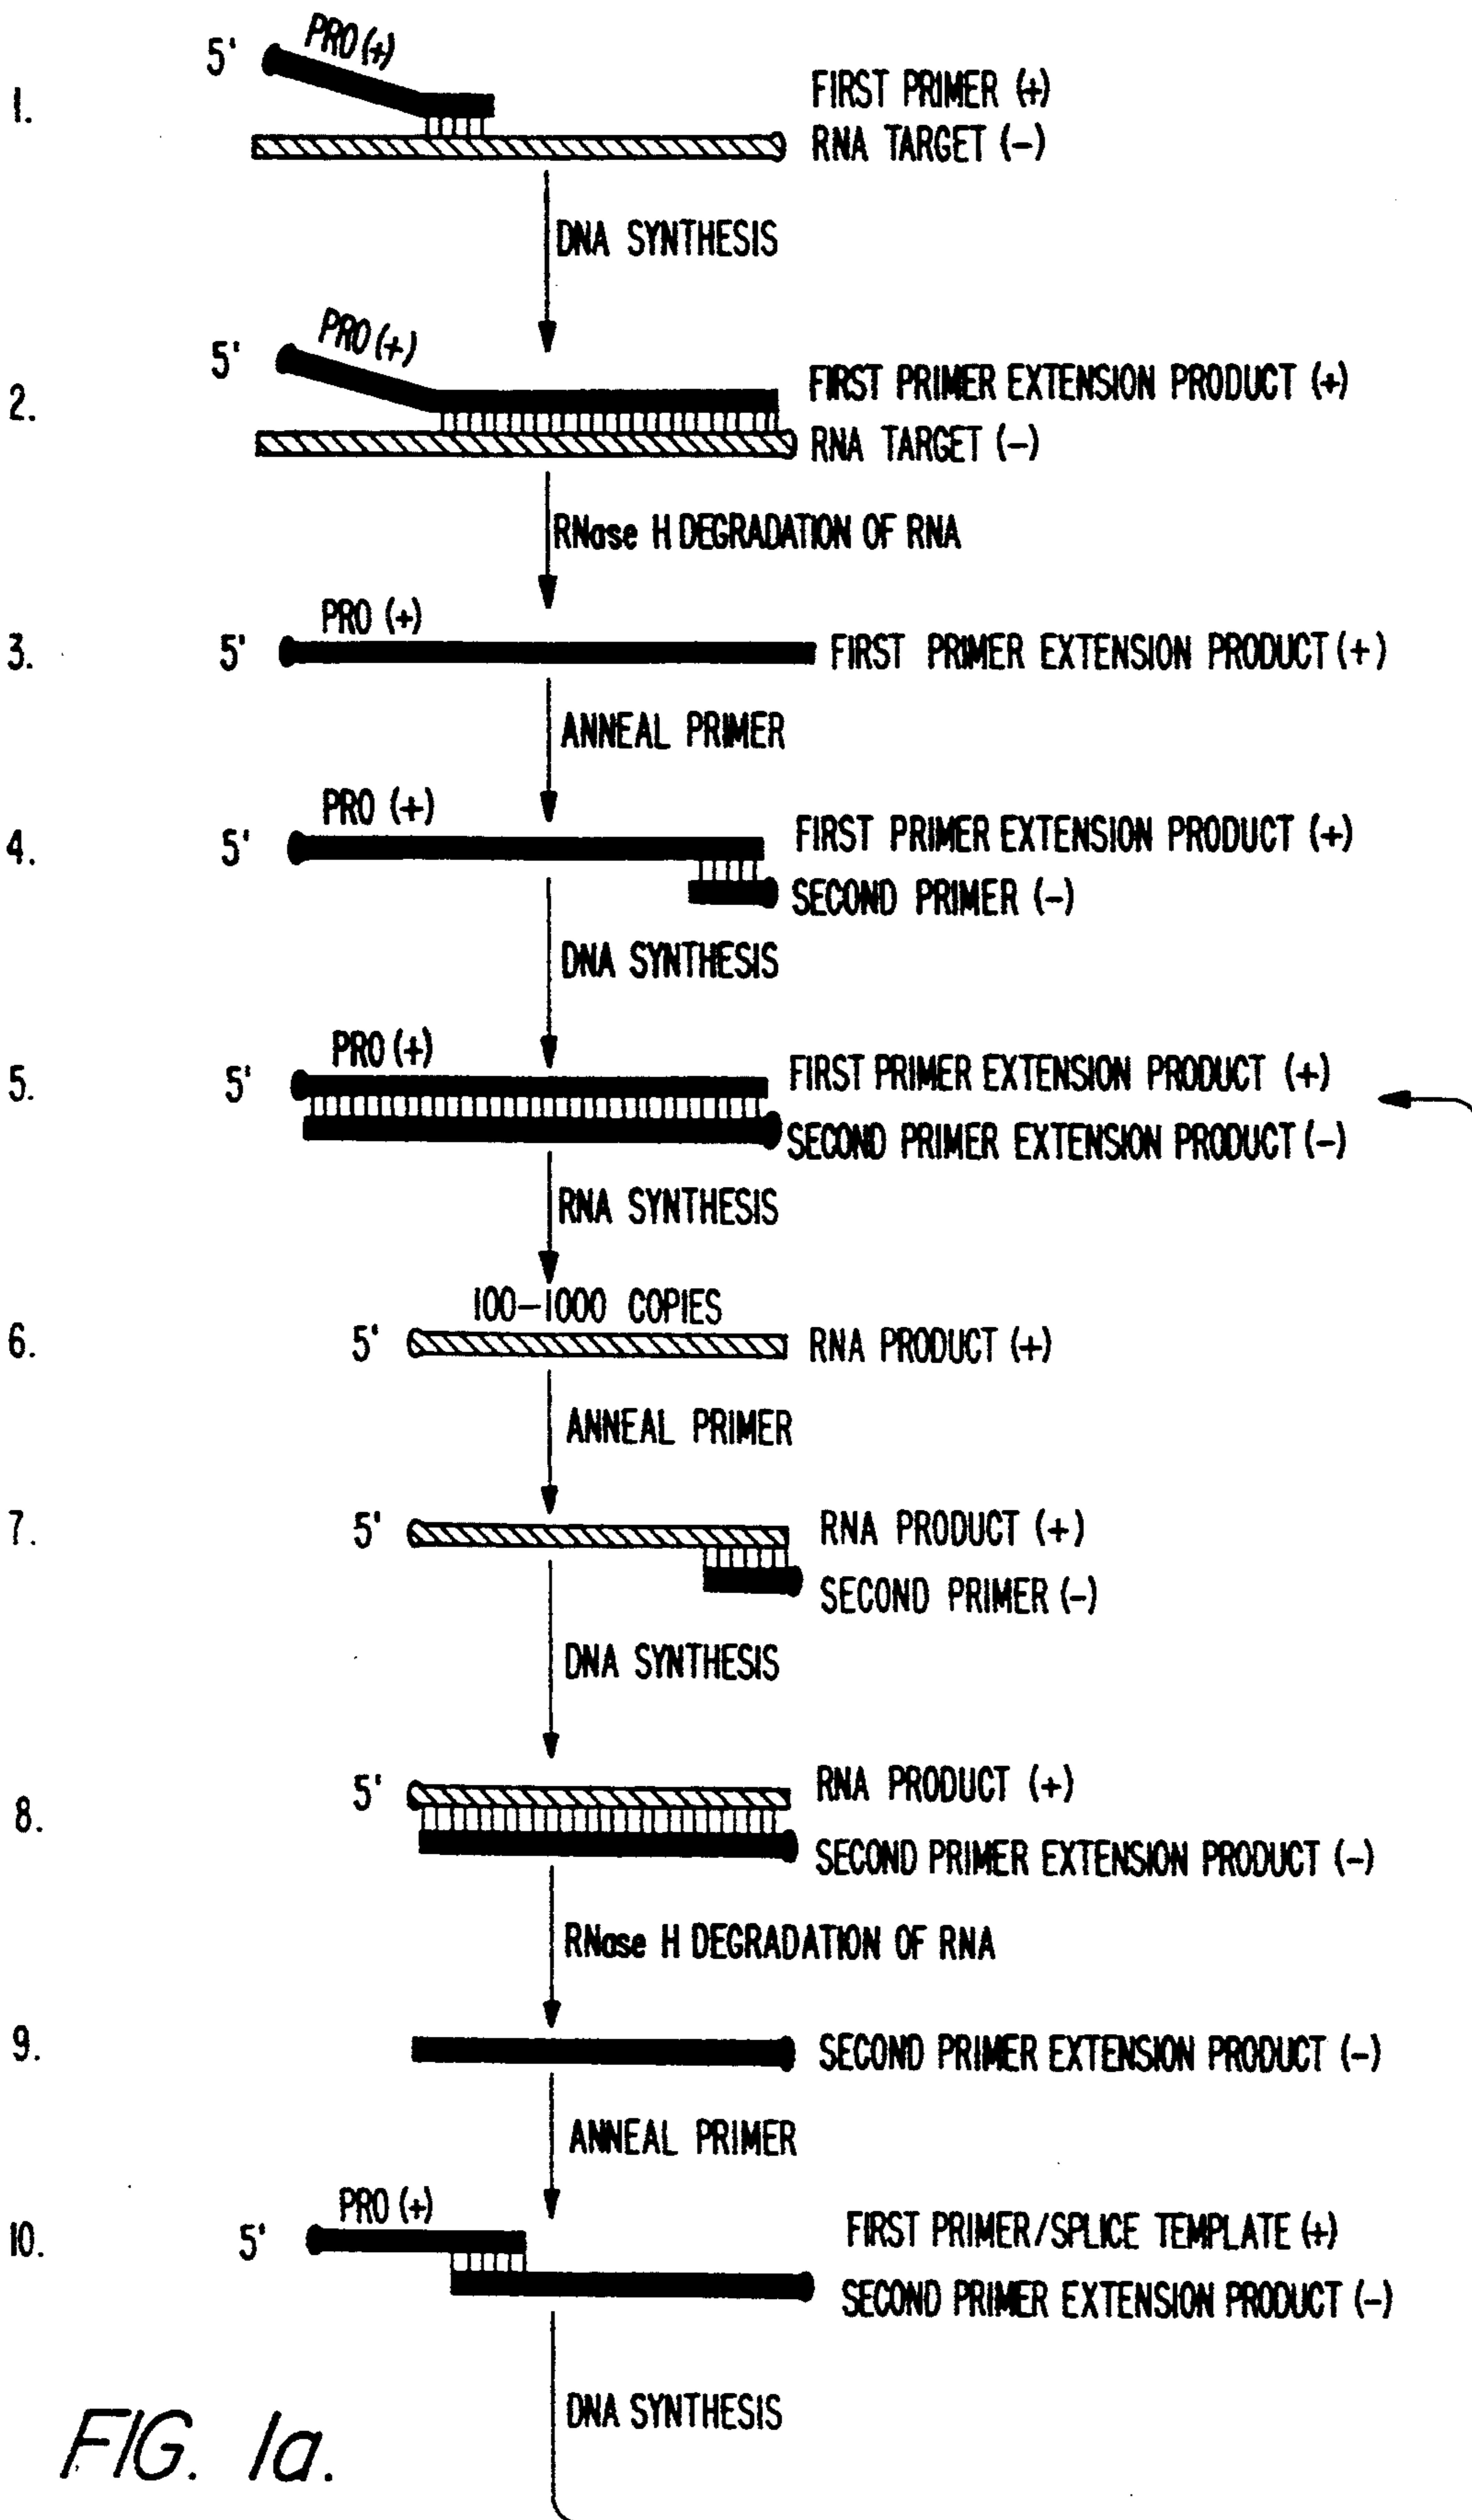 PRO (+)
5'
1.
FIRST PRIMER (+)
RNA TARGET (-)
DNA SYNTHESIS
PRO (+)
5'
2.
FIRST PRIMER EXTENSION PRODUCT (+)
RNA TARGET (-)
RNase H DEGRADATION OF RNA
PRO (+)
3.
5'
FIRST PRIMER EXTENSION PRODUCT (+)
ANNEAL PRIMER
PRO (+)
4.
5'
FIRST PRIMER EXTENSION PRODUCT (+)
SECOND PRIMER (-)
DNA SYNTHESIS
PRO (+)
5.
5'
FIRST PRIMER EXTENSION PRODUCT (+)
SECOND PRIMER EXTENSION PRODUCT (-)
RNA SYNTHESIS
100-1000 COPIES
6.
5'
RNA PRODUCT (+)
ANNEAL PRIMER
7.
5'
RNA PRODUCT (+)
SECOND PRIMER (-)
DNA SYNTHESIS
8.
5'
RNA PRODUCT (+)
SECOND PRIMER EXTENSION PRODUCT (-)
RNase H DEGRADATION OF RNA
9.
SECOND PRIMER EXTENSION PRODUCT (-)
ANNEAL PRIMER
PRO (+)
10.
5'
FIRST PRIMER/SPLICE TEMPLATE (+)
SECOND PRIMER EXTENSION PRODUCT (-)
DNA SYNTHESIS
FIG. 1a.